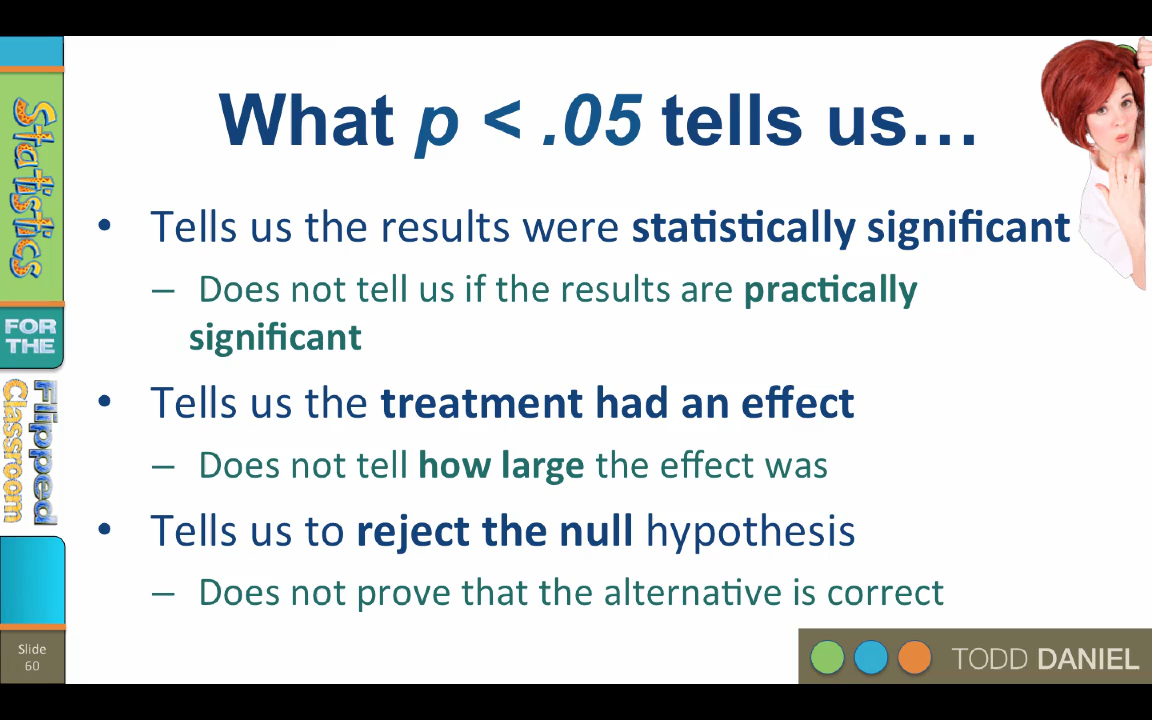 What p < .05 tells us...
• Tells us the results were statistically significant
– Does not tell us if the results are practically
significant
• Tells us the treatment had an effect
– Does not tell how large the effect was
• Tells us to reject the null hypothesis
– Does not prove that the alternative is correct
Statistics
FOR
THE
Flipped
Classroom
Slide
60
TODD DANIEL